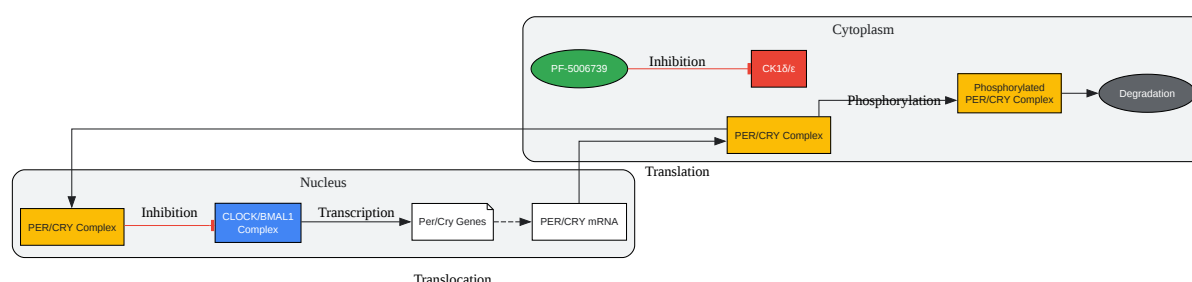 Cytoplasm
PF-5006739
Inhibition
CK1δ/ε
Phosphorylation
Phosphorylated
PER/CRY Complex
Degradation
PER/CRY Complex
Translation
Nucleus
PER/CRY Complex
Inhibition
CLOCK/BMAL1
Complex
Transcription
Per/Cry Genes
PER/CRY mRNA
Translocation